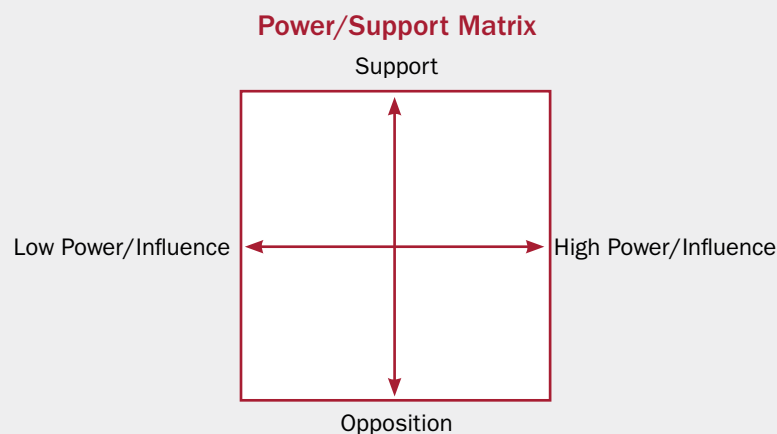 Power/Support Matrix
Support
Low Power/Influence
High Power/Influence
Opposition